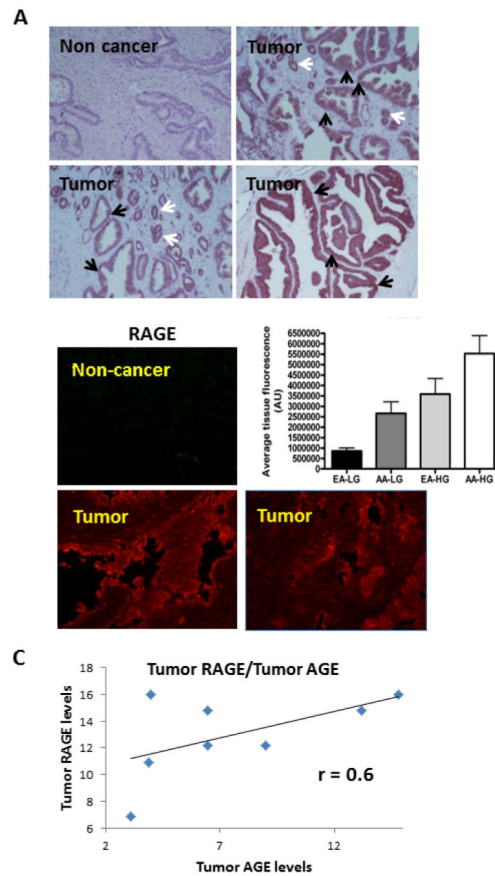 A
Non cancer
Tumor
Tumor
Tumor
RAGE
Non-cancer
Tumor
Tumor
Average tissue fluorescence
(AU)
6500000
6000000
5500000
5000000
4500000
4000000
3500000
3000000
2500000
2000000
1500000
1000000
500000
0
EA-LG
AA-LG
EA-HG
AA-HG
C
Tumor RAGE/Tumor AGE
Tumor RAGE levels
18
16
14
12
10
8
6
r = 0.6
2
7
12
Tumor AGE levels